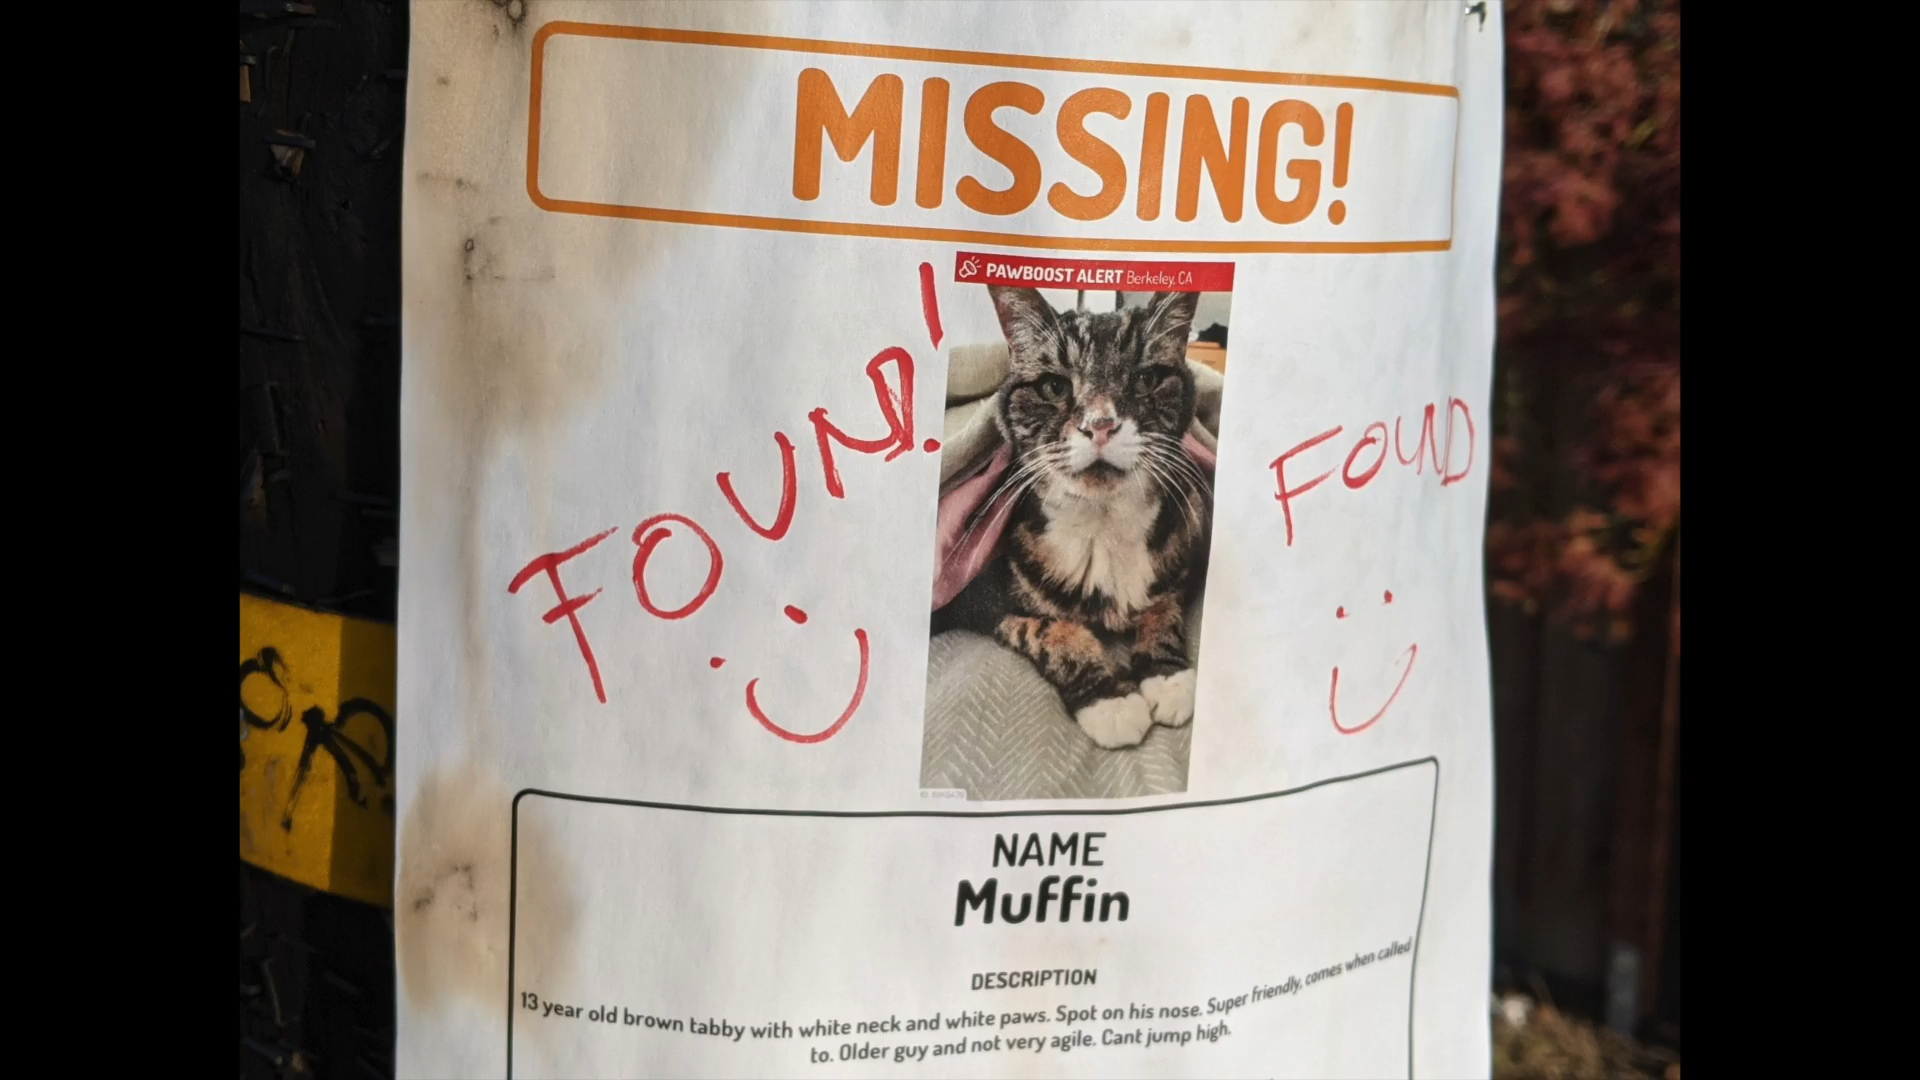 MISSING!
PAWBOOST ALERT Berkeley, CA
FOUND!
FOUND
NAME
Muffin
DESCRIPTION
13 year old brown tabby with white neck and white paws. Spot on his nose. Super friendly, comes when called
to. Older guy and not very agile. Cant jump high.